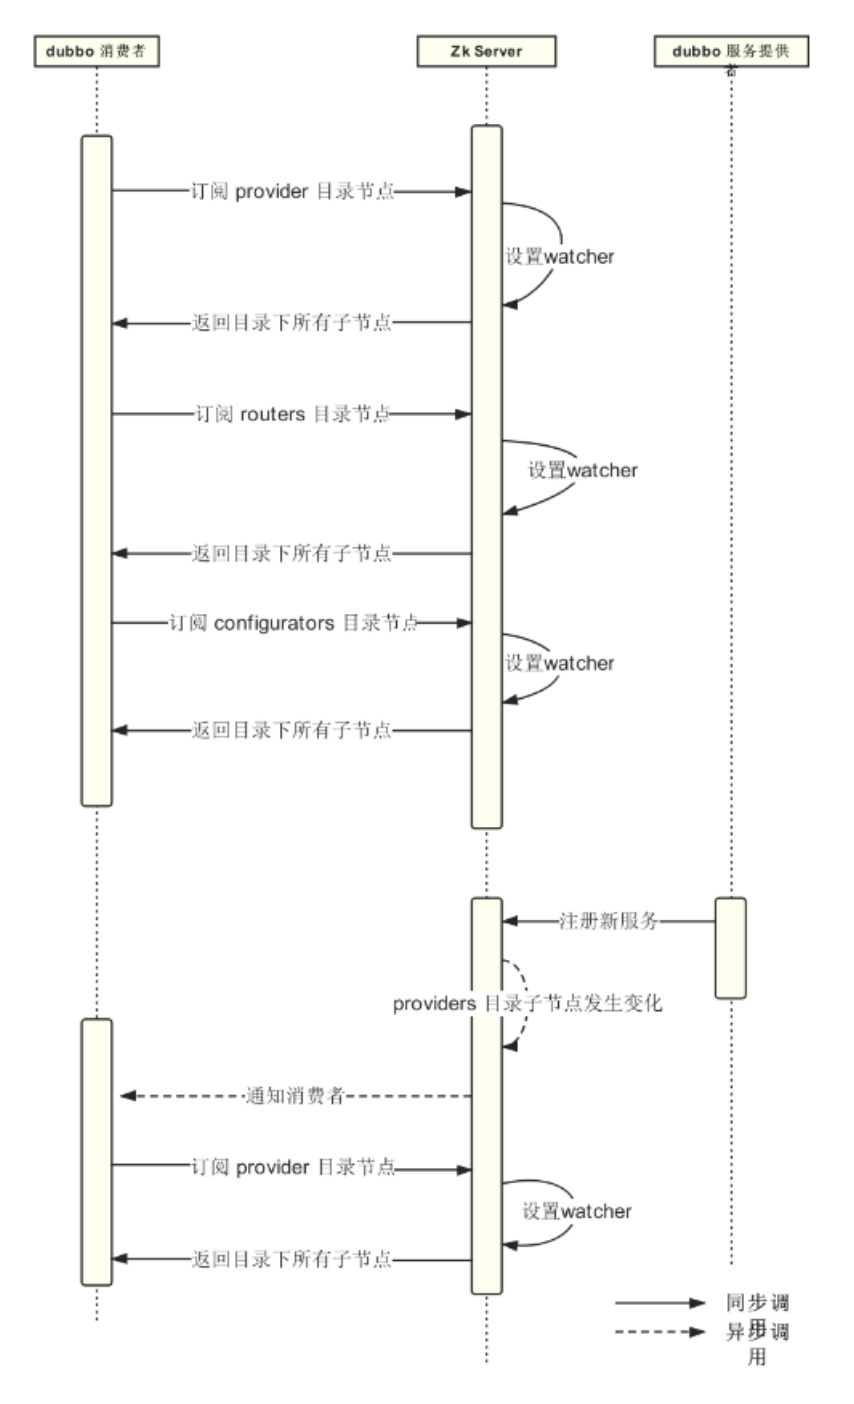 dubbo 消费者
Zk Server
dubbo 服务提供
者
订阅 provider 目录节点
设置watcher
返回目录下所有子节点
订阅 routers 目录节点
设置watcher
返回目录下所有子节点
订阅 configurators 目录节点
设置watcher
返回目录下所有子节点
注册新服务
providers 目录子节点发生变化
通知消费者
订阅 provider 目录节点
设置watcher
返回目录下所有子节点
同步调
用
异步调
用